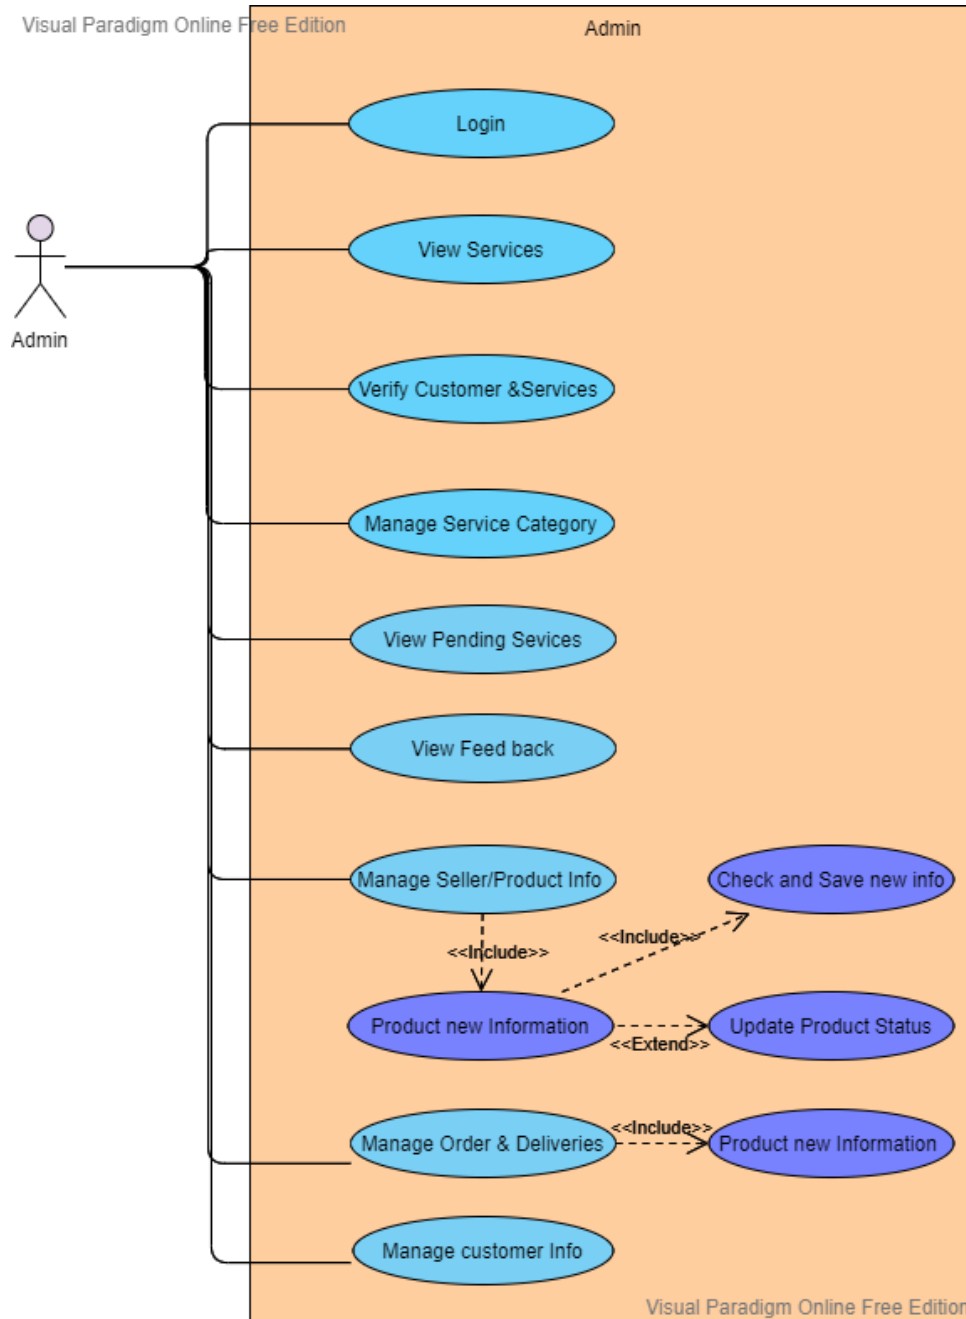 Visual Paradigm Online Free Edition
Admin
Login
View Services
Admin
Verify Customer &Services
Manage Service Category
View Pending Sevices
View Feed back
Manage Seller/Product Info
Check and Save new info
<<Include>>
<<Include>>
Product new Information
Update Product Status
<<Extend>>
<<Include>>
Manage Order & Deliveries
Product new Information
Manage customer Info
Visual Paradigm Online Free Edition